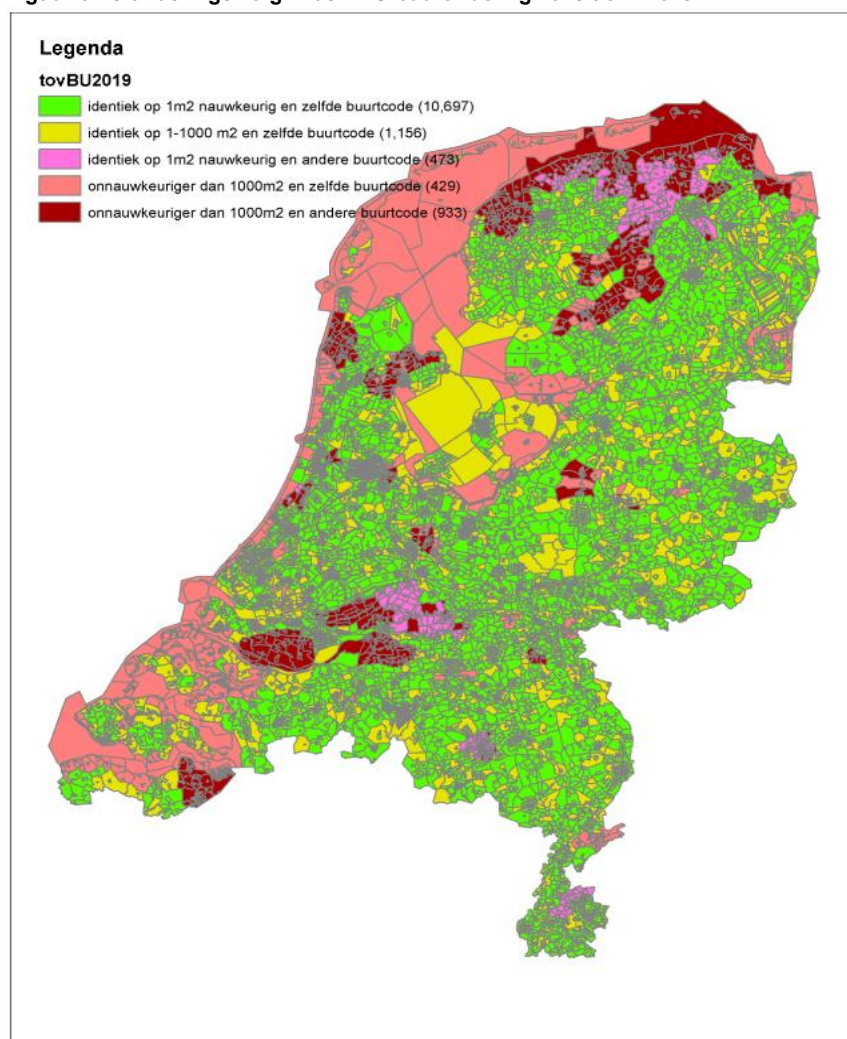 Legenda
tovBU2019
identiek op 1m2 nauwkeurig en zelfde buurtcode (10,697)
identiek op 1-1000 m2 en zelfde buurtcode (1,156)
identiek op 1m2 nauwkeurig en andere buurtcode (473)
onnauwkeuriger dan 1000m2 en zelfde buurtcode (429)
onnauwkeuriger dan 1000m2 en andere buurtcode (933)